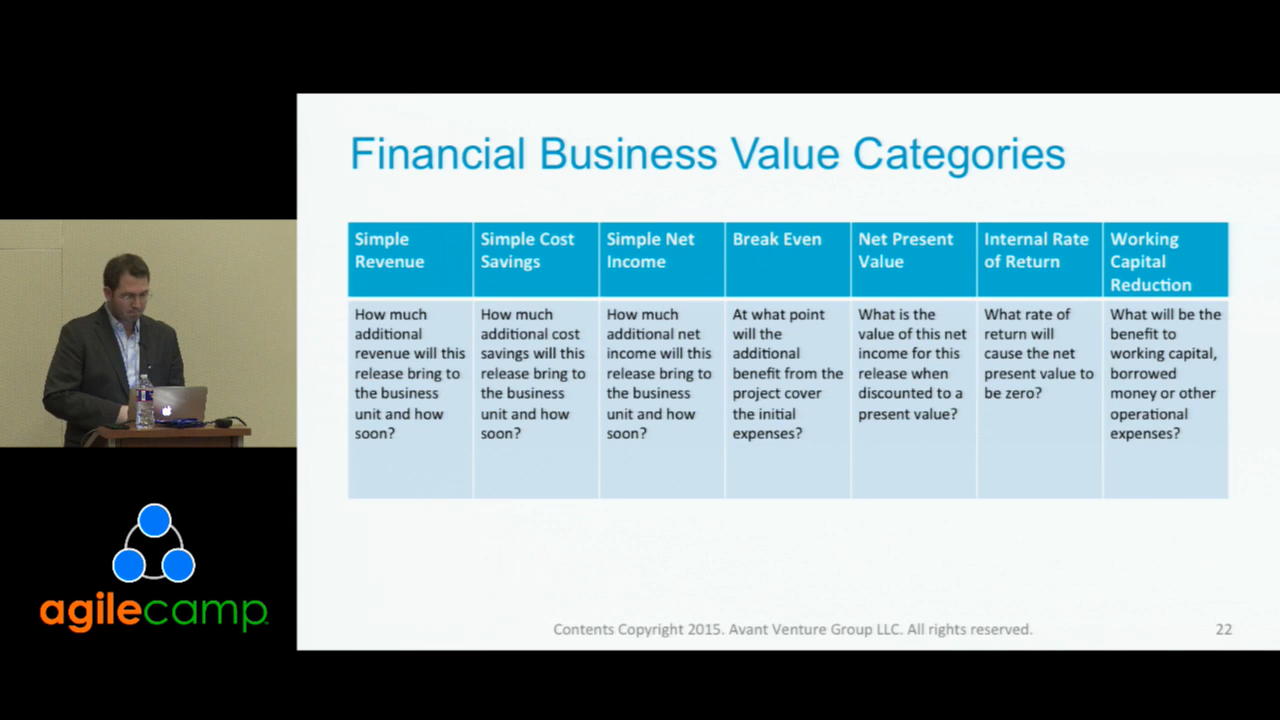 Financial Business Value Categories
Simple
Revenue
Simple Cost
Savings
Simple Net
Income
Break Even
Net Present
Value
Internal Rate
of Return
Working
Capital
Reduction
How much
additional
revenue will this
release bring to
the business
unit and how
soon?
How much
additional cost
savings will this
release bring to
the business
unit and how
soon?
How much
additional net
income will this
release bring to
the business
unit and how
soon?
At what point
will the
additional
benefit from the
project cover
the initial
expenses?
What is the
value of this net
income for this
release when
discounted to a
present value?
What rate of
return will
cause the net
present value to
be zero?
What will be the
benefit to
working capital,
borrowed
money or other
operational
expenses?
agilecamp
Contents Copyright 2015. Avant Venture Group LLC. All rights reserved.
22